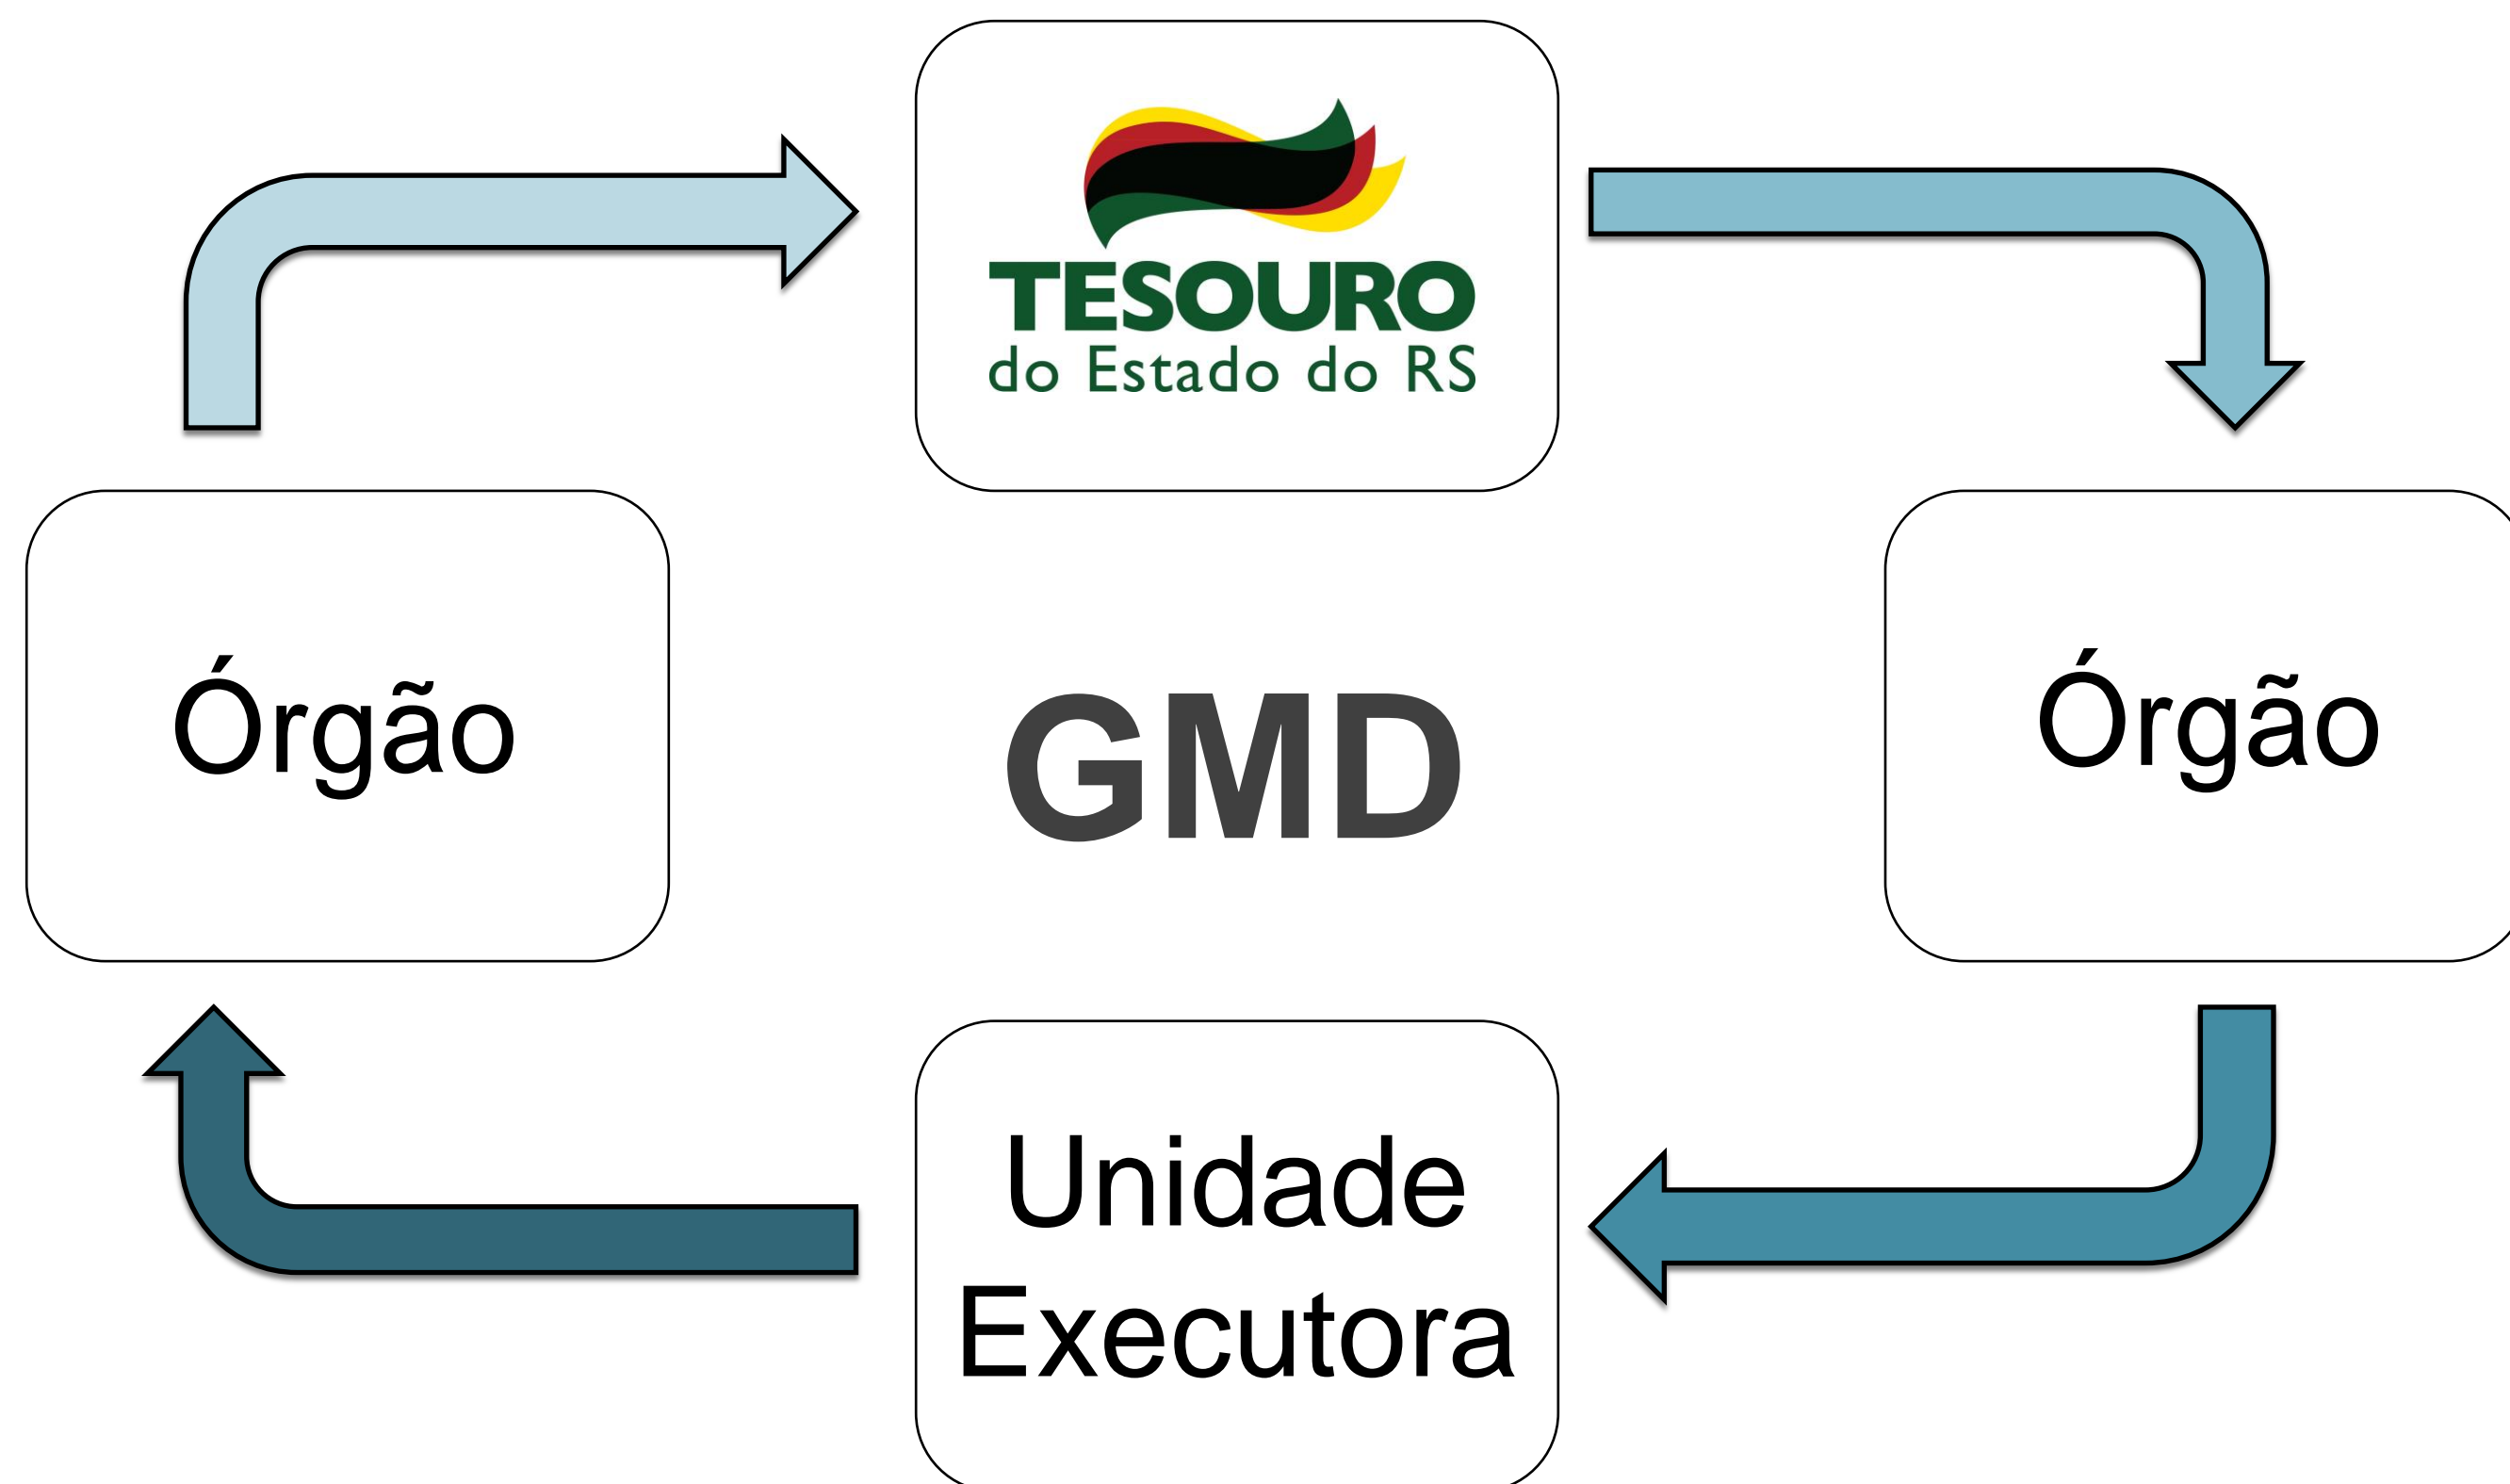 TESOURO
do Estado do RS
Órgão
GMD
Órgão
Unidade
Executora